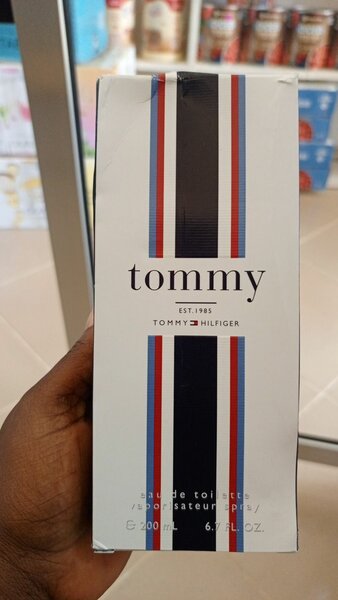 tommy
EST. 1985
TOMMY HILFIGER
eau de toilette
vaporisateur spray
e 200 mL 6.7 FL. OZ.